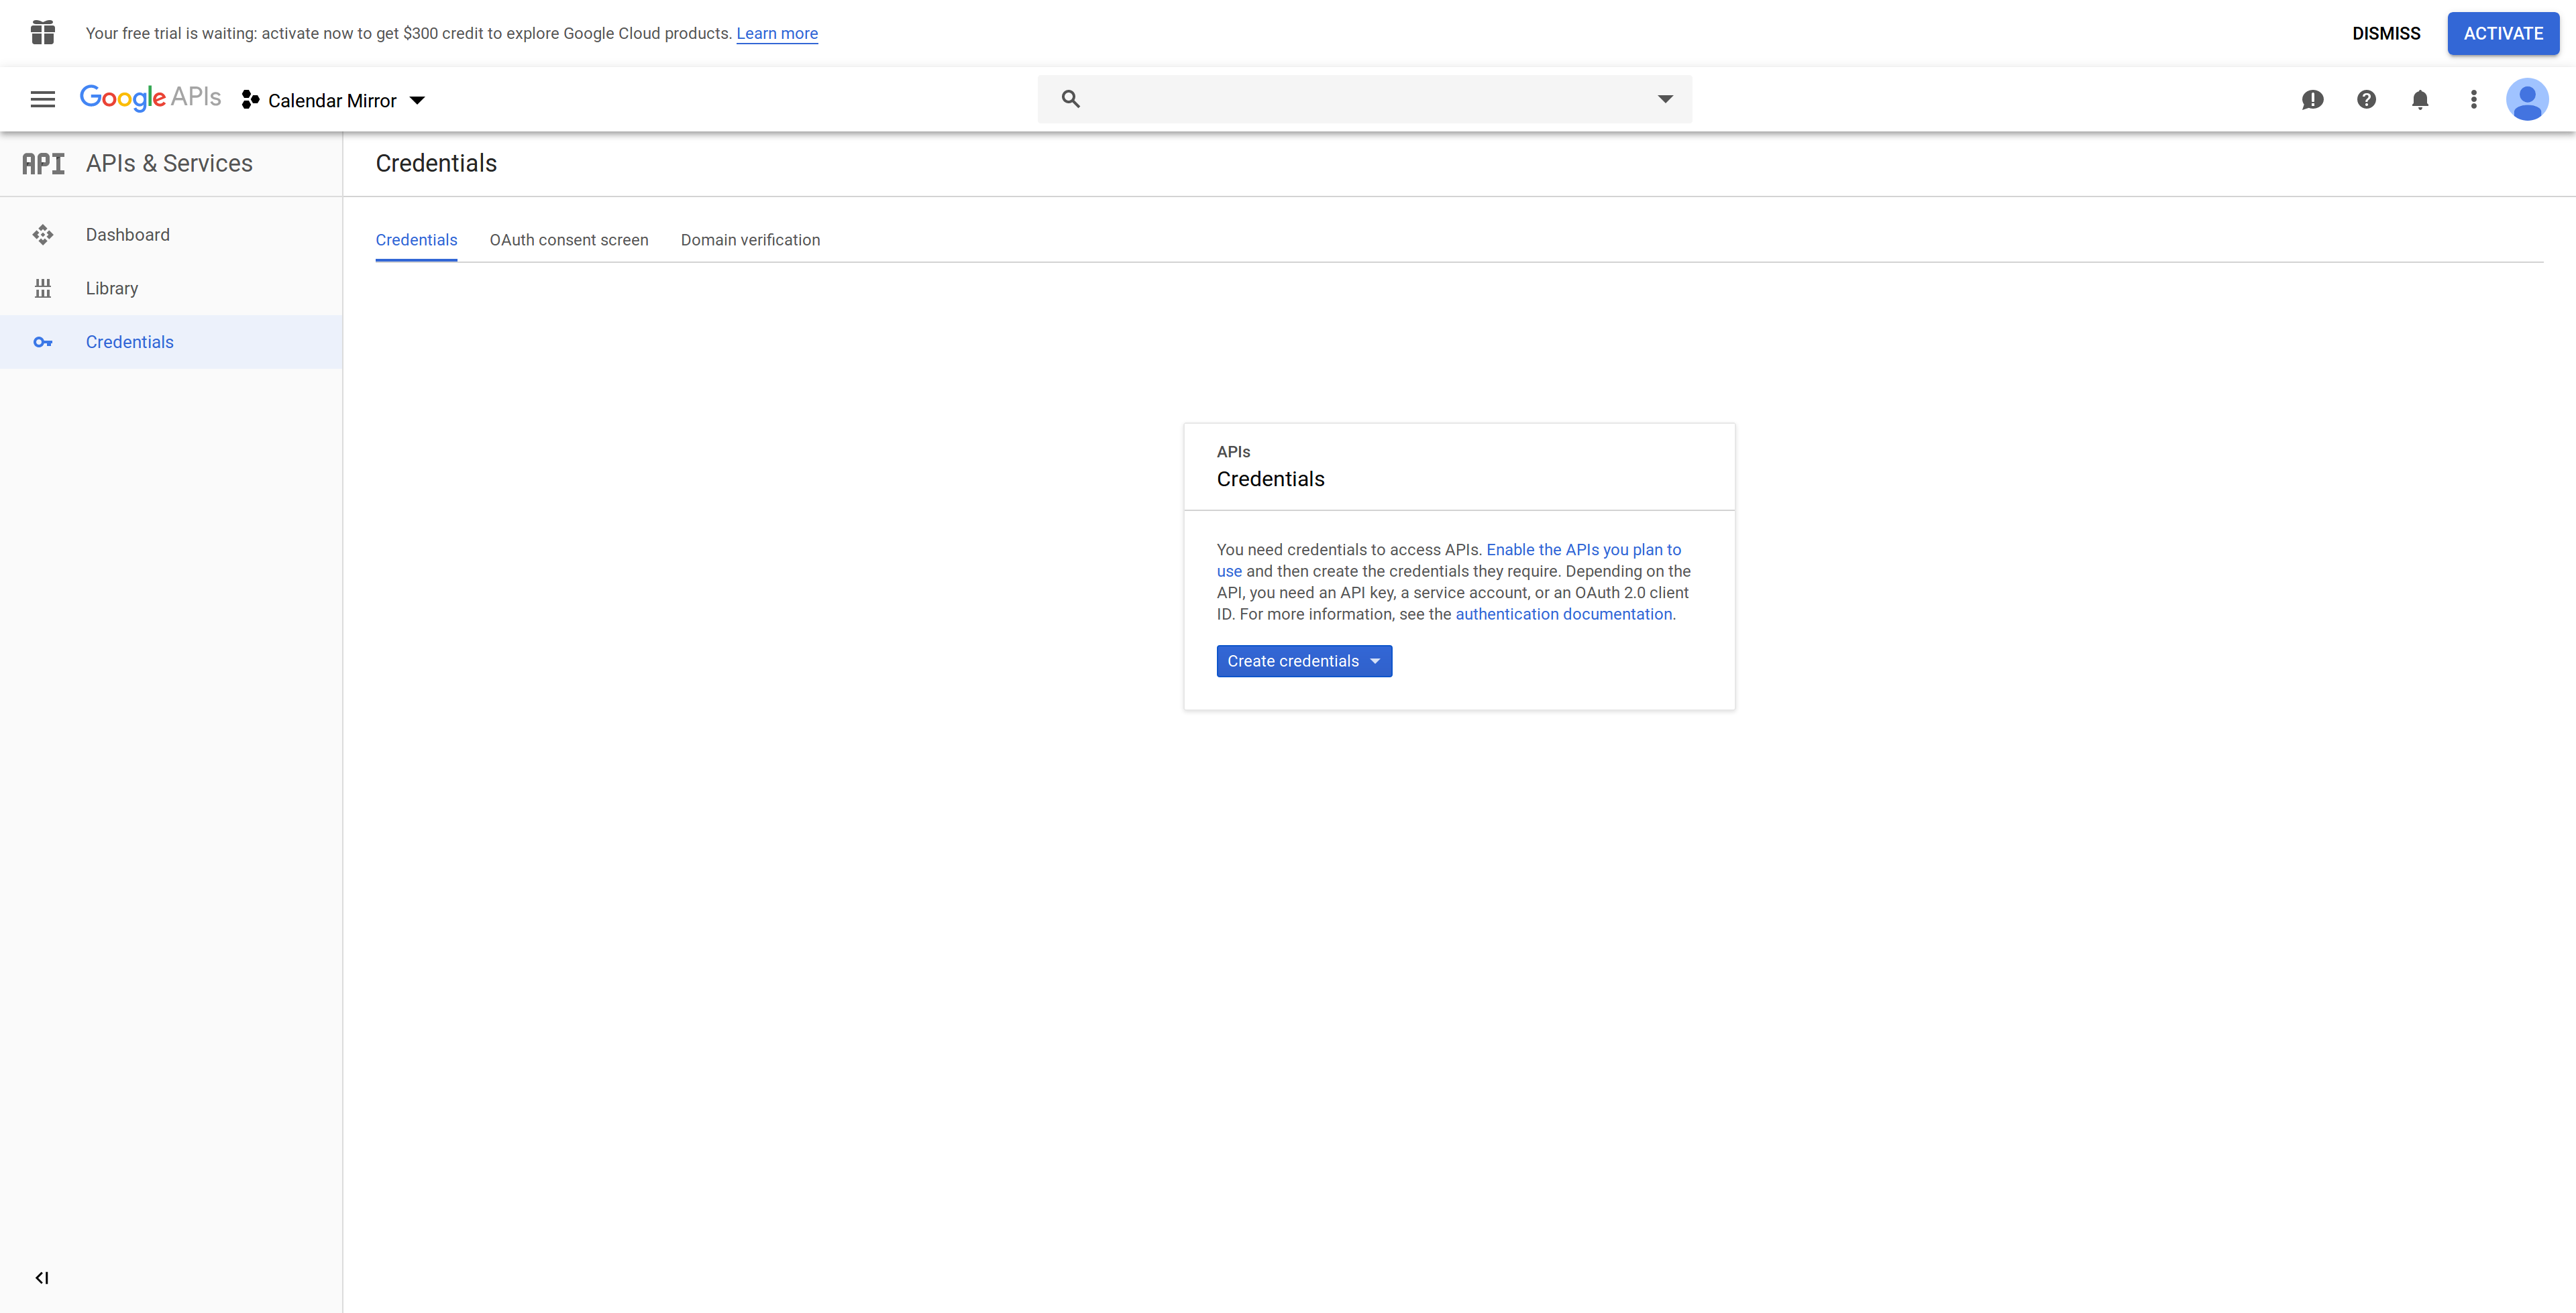 Your free trial is waiting: activate now to get $300 credit to explore Google Cloud products. Learn more
DISMISS
ACTIVATE
Google APIs
Calendar Mirror
API APIs & Services
Credentials
Dashboard
Library
Credentials
Credentials
OAuth consent screen
Domain verification
APIs
Credentials
You need credentials to access APIs. Enable the APIs you plan to
use and then create the credentials they require. Depending on the
API, you need an API key, a service account, or an OAuth 2.0 client
ID. For more information, see the authentication documentation.
Create credentials